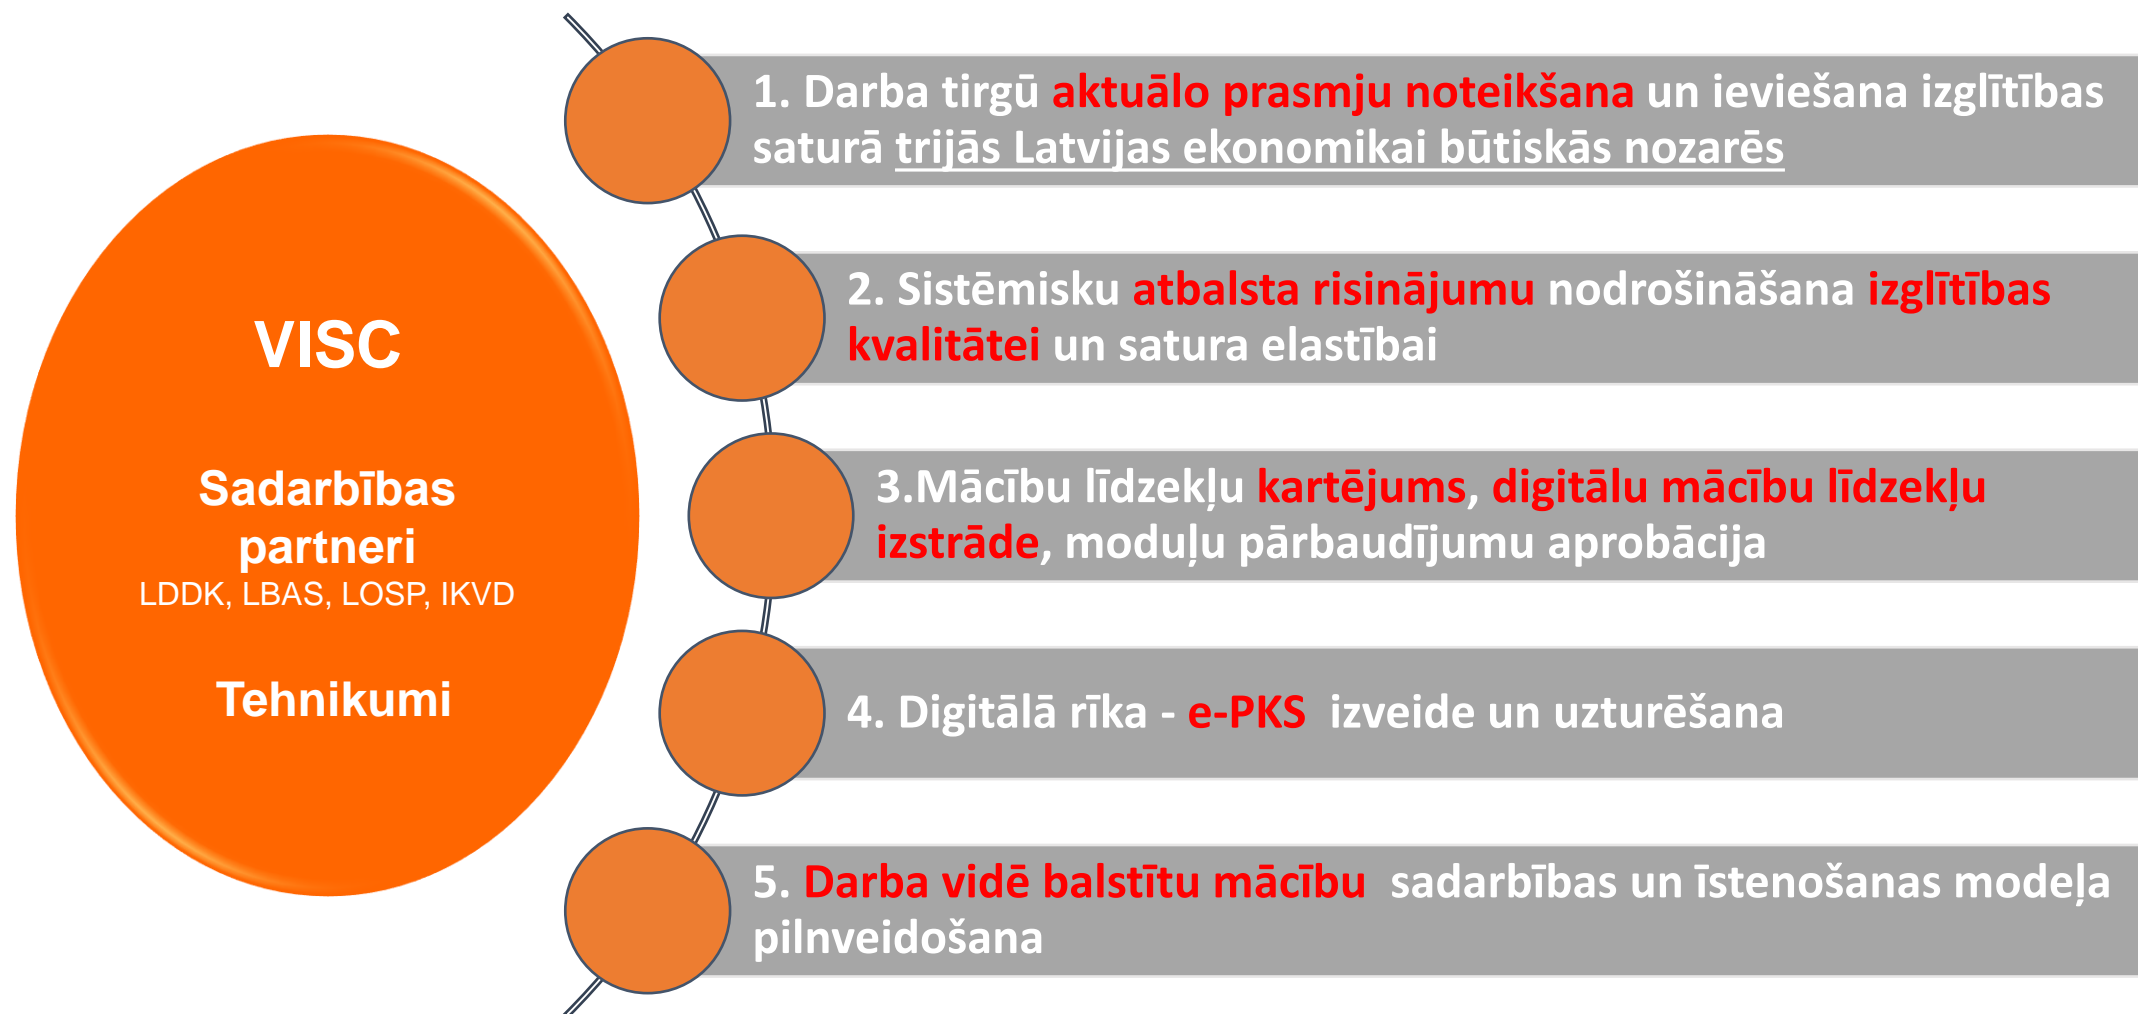 VISC
Sadarbības
partneri
LDDK, LBAS, LOSP, IKVD
Tehnikumi
1. Darba tirgū aktuālo prasmju noteikšana un ieviešana izglītības
saturā trijās Latvijas ekonomikai būtiskās nozarēs
2. Sistēmisku atbalsta risinājumu nodrošināšana izglītības
kvalitātei un satura elastībai
3.Mācību līdzekļu kartējums, digitālu mācību līdzekļu
izstrāde, moduļu pārbaudījumu aprobācija
4. Digitālā rīka - e-PKS izveide un uzturēšana
5. Darba vidē balstītu mācību sadarbības un īstenošanas modeļa
pilnveidošana